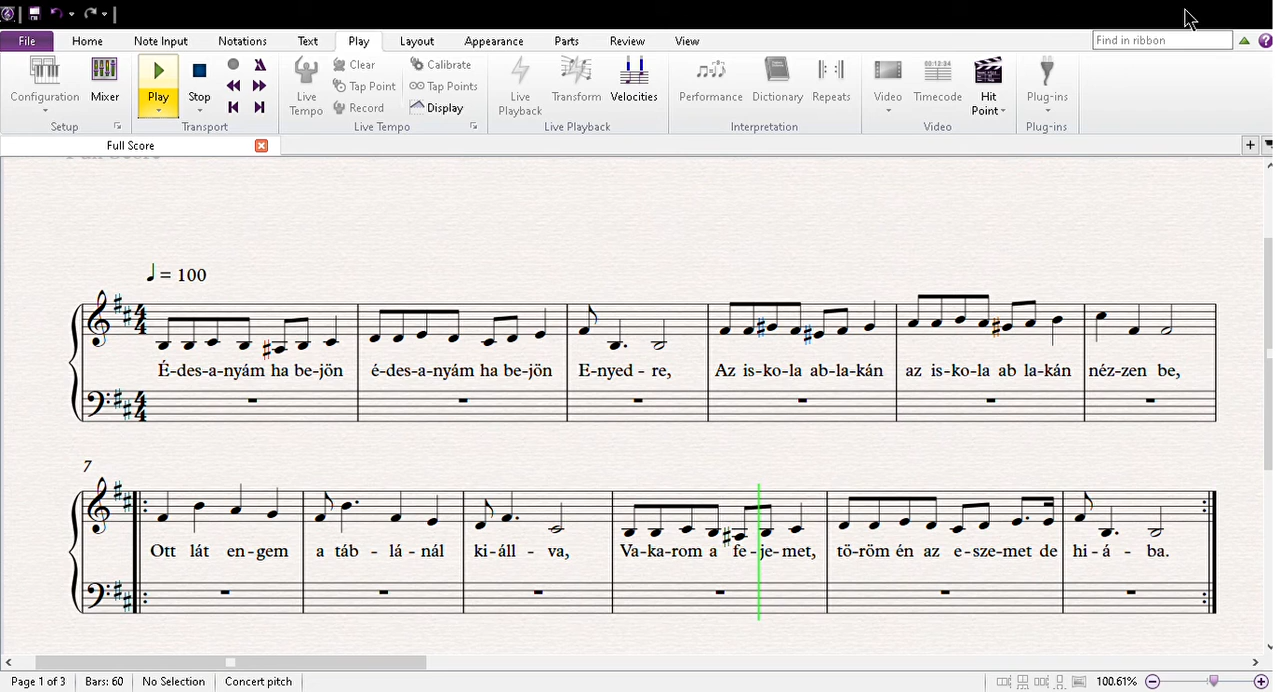 File Home Note Input Notations Text Play Layout Appearance Parts Review View Find in ribbon
Configuration Mixer Play Stop Live Tempo Clear Tap Point Record Calibrate Tap Points Display Live Playback Transform Velocities Performance Dictionary Repeats Video Timecode Hit Point Plug-ins
Setup Transport Live Tempo Live Playback Interpretation Video Plug-ins
Full Score
= 100
É-des-a-nyám ha be-jön é-des-a-nyám ha be-jön E-nyed-re, Az is-ko-la ab-la-kán az is-ko-la ab la-kán néz-zen be,
7
Ott lát en-gem a táb-lá-nál ki-áll-va, Va-ka-rom a fe-je-met, tö-röm én az e-sze-met de hi-á-ba.
Page 1 of 3 Bars: 60 No Selection Concert pitch 100.61%